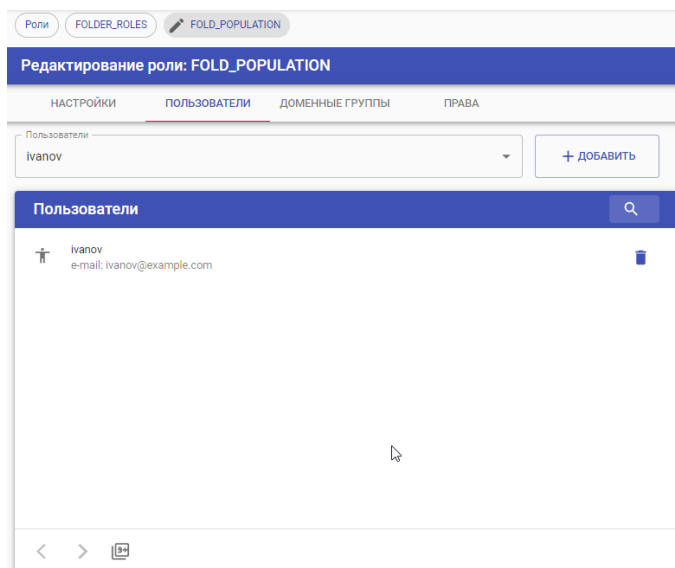 Роли FOLDER_ROLES FOLD_POPULATION
Редактирование роли: FOLD_POPULATION
НАСТРОЙКИ ПОЛЬЗОВАТЕЛИ ДОМЕННЫЕ ГРУППЫ ПРАВА
Пользователи
ivanov
ДОБАВИТЬ
Пользователи
ivanov
e-mail: ivanov@example.com
9+